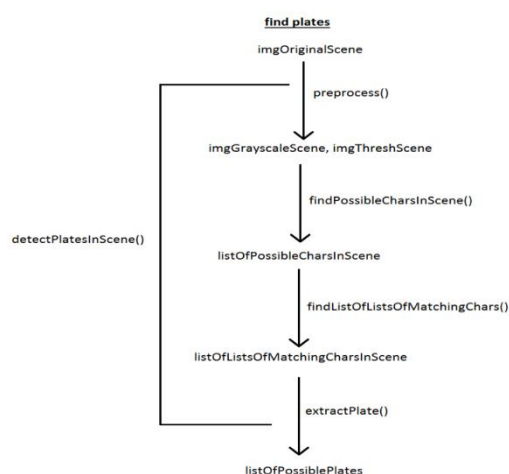 find plates
imgOriginalScene
preprocess()
imgGrayscaleScene, imgThreshScene
findPossibleCharsInScene()
detectPlatesInScene()
listOfPossibleCharsInScene
findListOfListsOfMatchingChars()
listOfListsOfMatchingCharsInScene
extractPlate()
listOfPossiblePlates